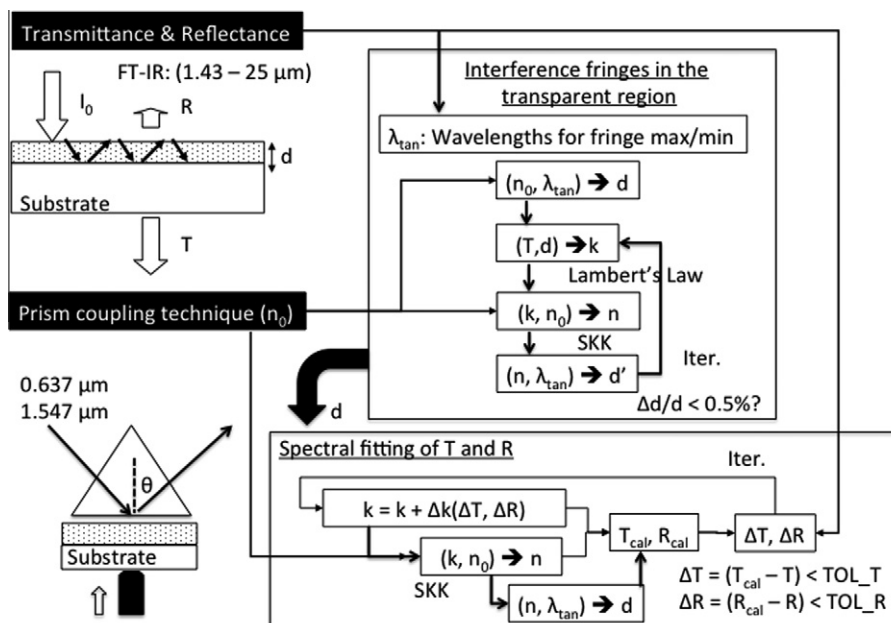 Transmittance & Reflectance
FT-IR: (1.43 – 25 μm)
I0
R
d
Substrate
T
Prism coupling technique (n0)
0.637 μm
1.547 μm
θ
Substrate
Interference fringes in the
transparent region
λtan: Wavelengths for fringe max/min
(n0, λtan) ➔ d
(T,d) ➔k
Lambert's Law
(k, n0) ➔ n
SKK
(n, λtan) ➔ d'
Iter.
Δd/d < 0.5%?
d
Spectral fitting of T and R
Iter.
k = k + Δk(ΔT, ΔR)
(k, n0) ➔ n
SKK
(n, λtan) ➔ d
Tcal, Rcal
ΔT, ΔR
ΔT = (Tcal – T) < TOL_T
ΔR = (Rcal – R) < TOL_R